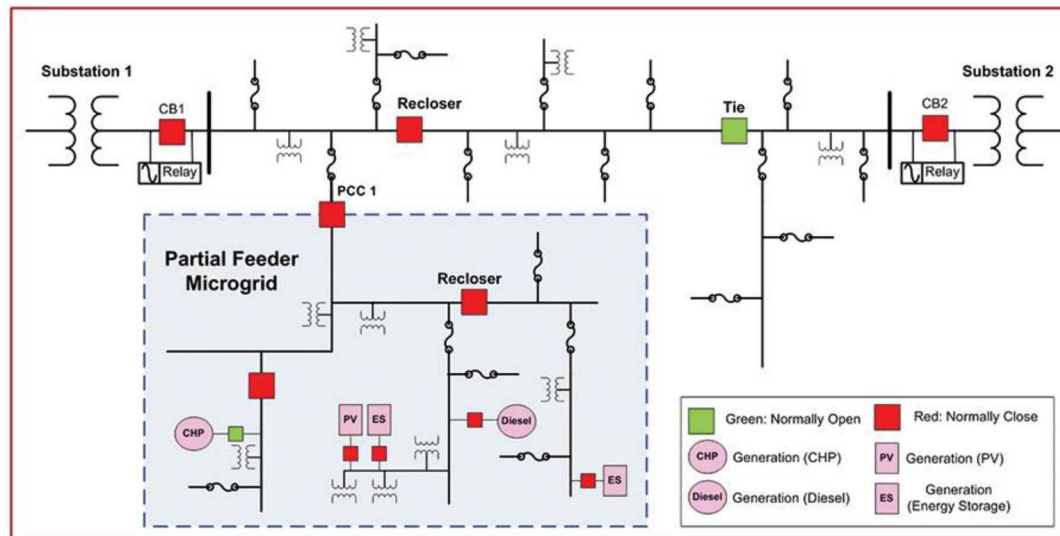 Substation 1
CB1
Relay
Recloser
Tie
Substation 2
CB2
Relay
PCC 1
Partial Feeder
Microgrid
Recloser
CHP
PV
ES
Diesel
ES
Green: Normally Open
Red: Normally Close
CHP
Generation (CHP)
PV
Generation (PV)
Diesel
Generation (Diesel)
ES
Generation
(Energy Storage)